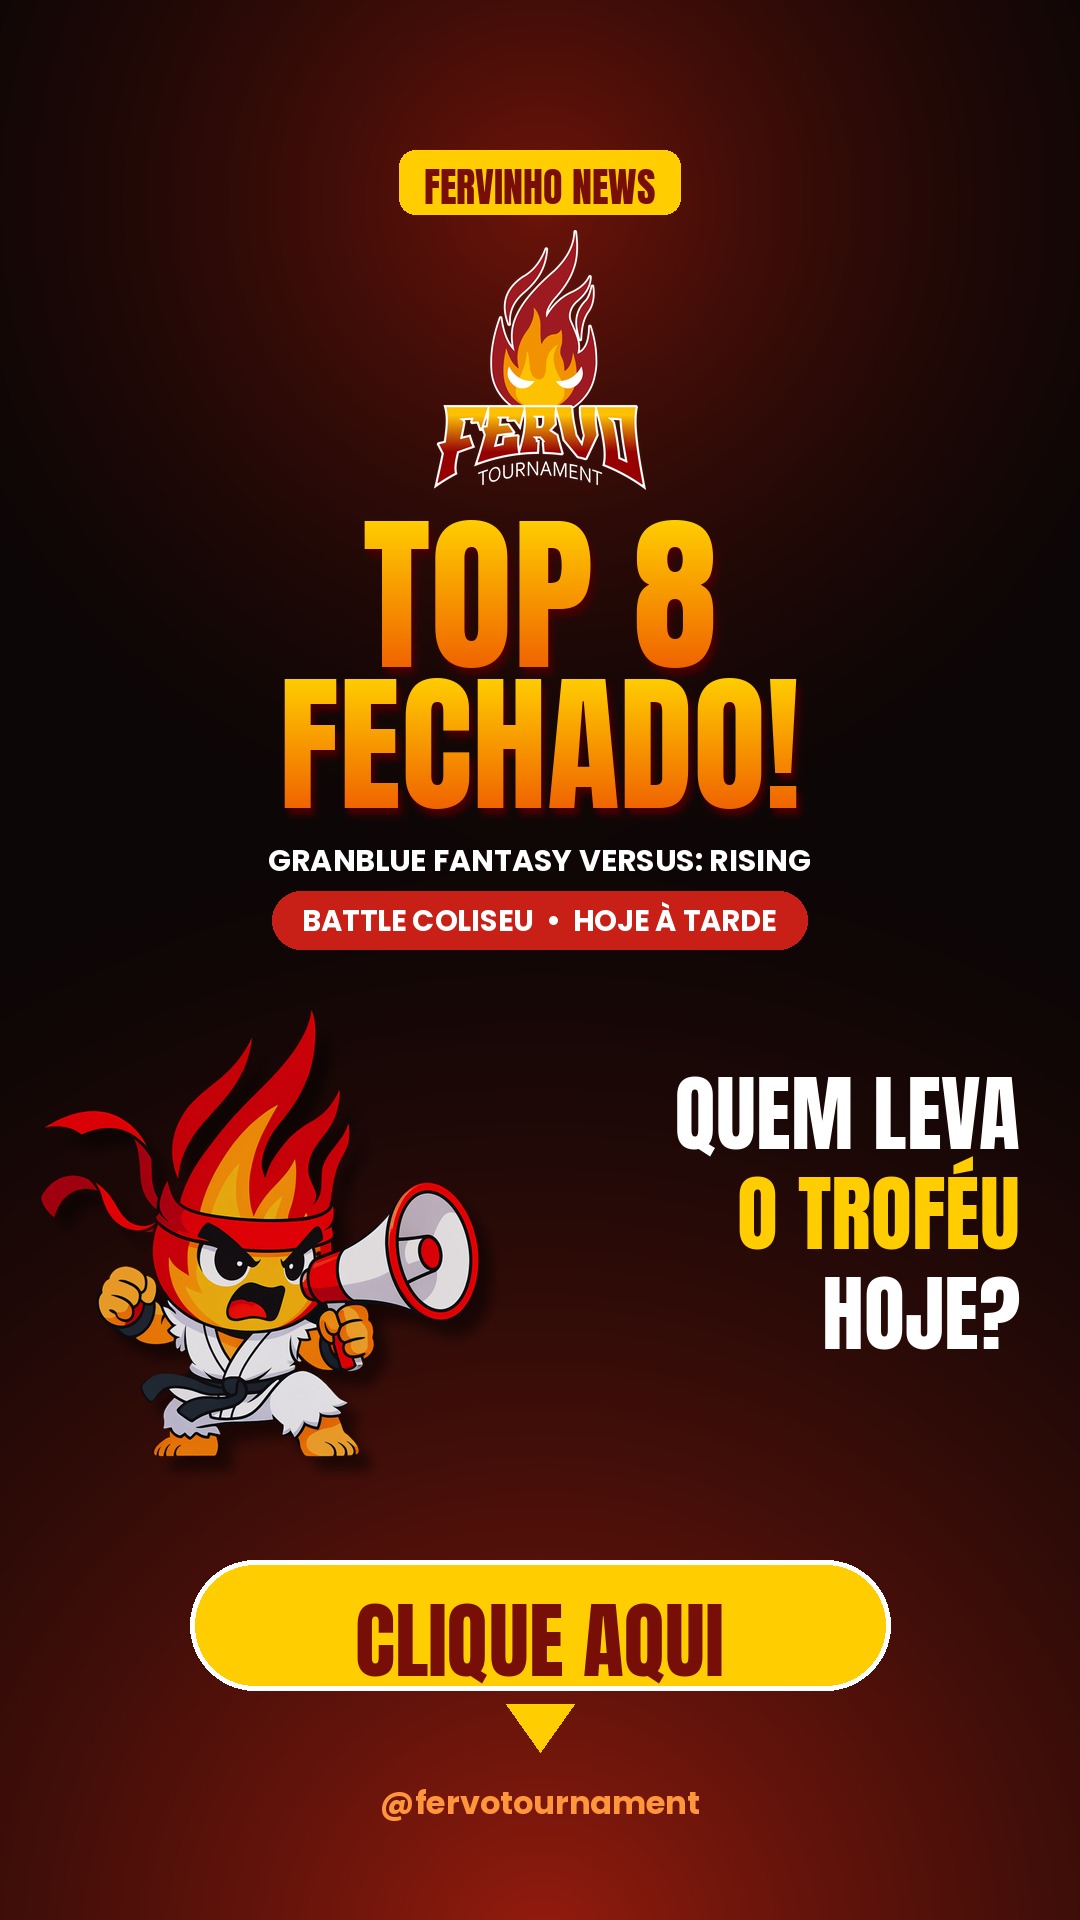 FERVINHO NEWS
FERVO
TOURNAMENT
TOP 8
FECHADO!
GRANBLUE FANTASY VERSUS: RISING
BATTLE COLISEU • HOJE À TARDE
QUEM LEVA
O TROFÉU
HOJE?
CLIQUE AQUI
@fervotournament